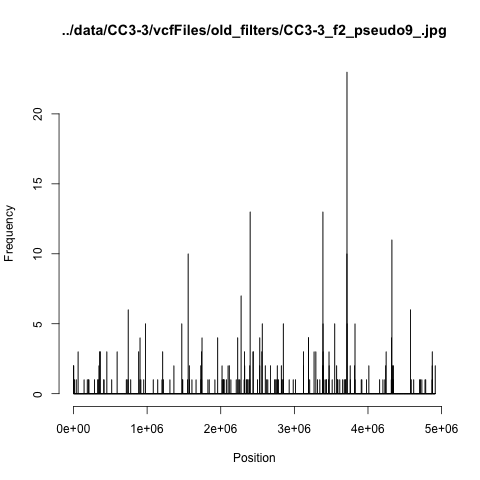 ../data/CC3-3/vcfFiles/old_filters/CC3-3_f2_pseudo9_.jpg
Frequency
20
15
10
5
0
0e+00 1e+06 2e+06 3e+06 4e+06 5e+06
Position